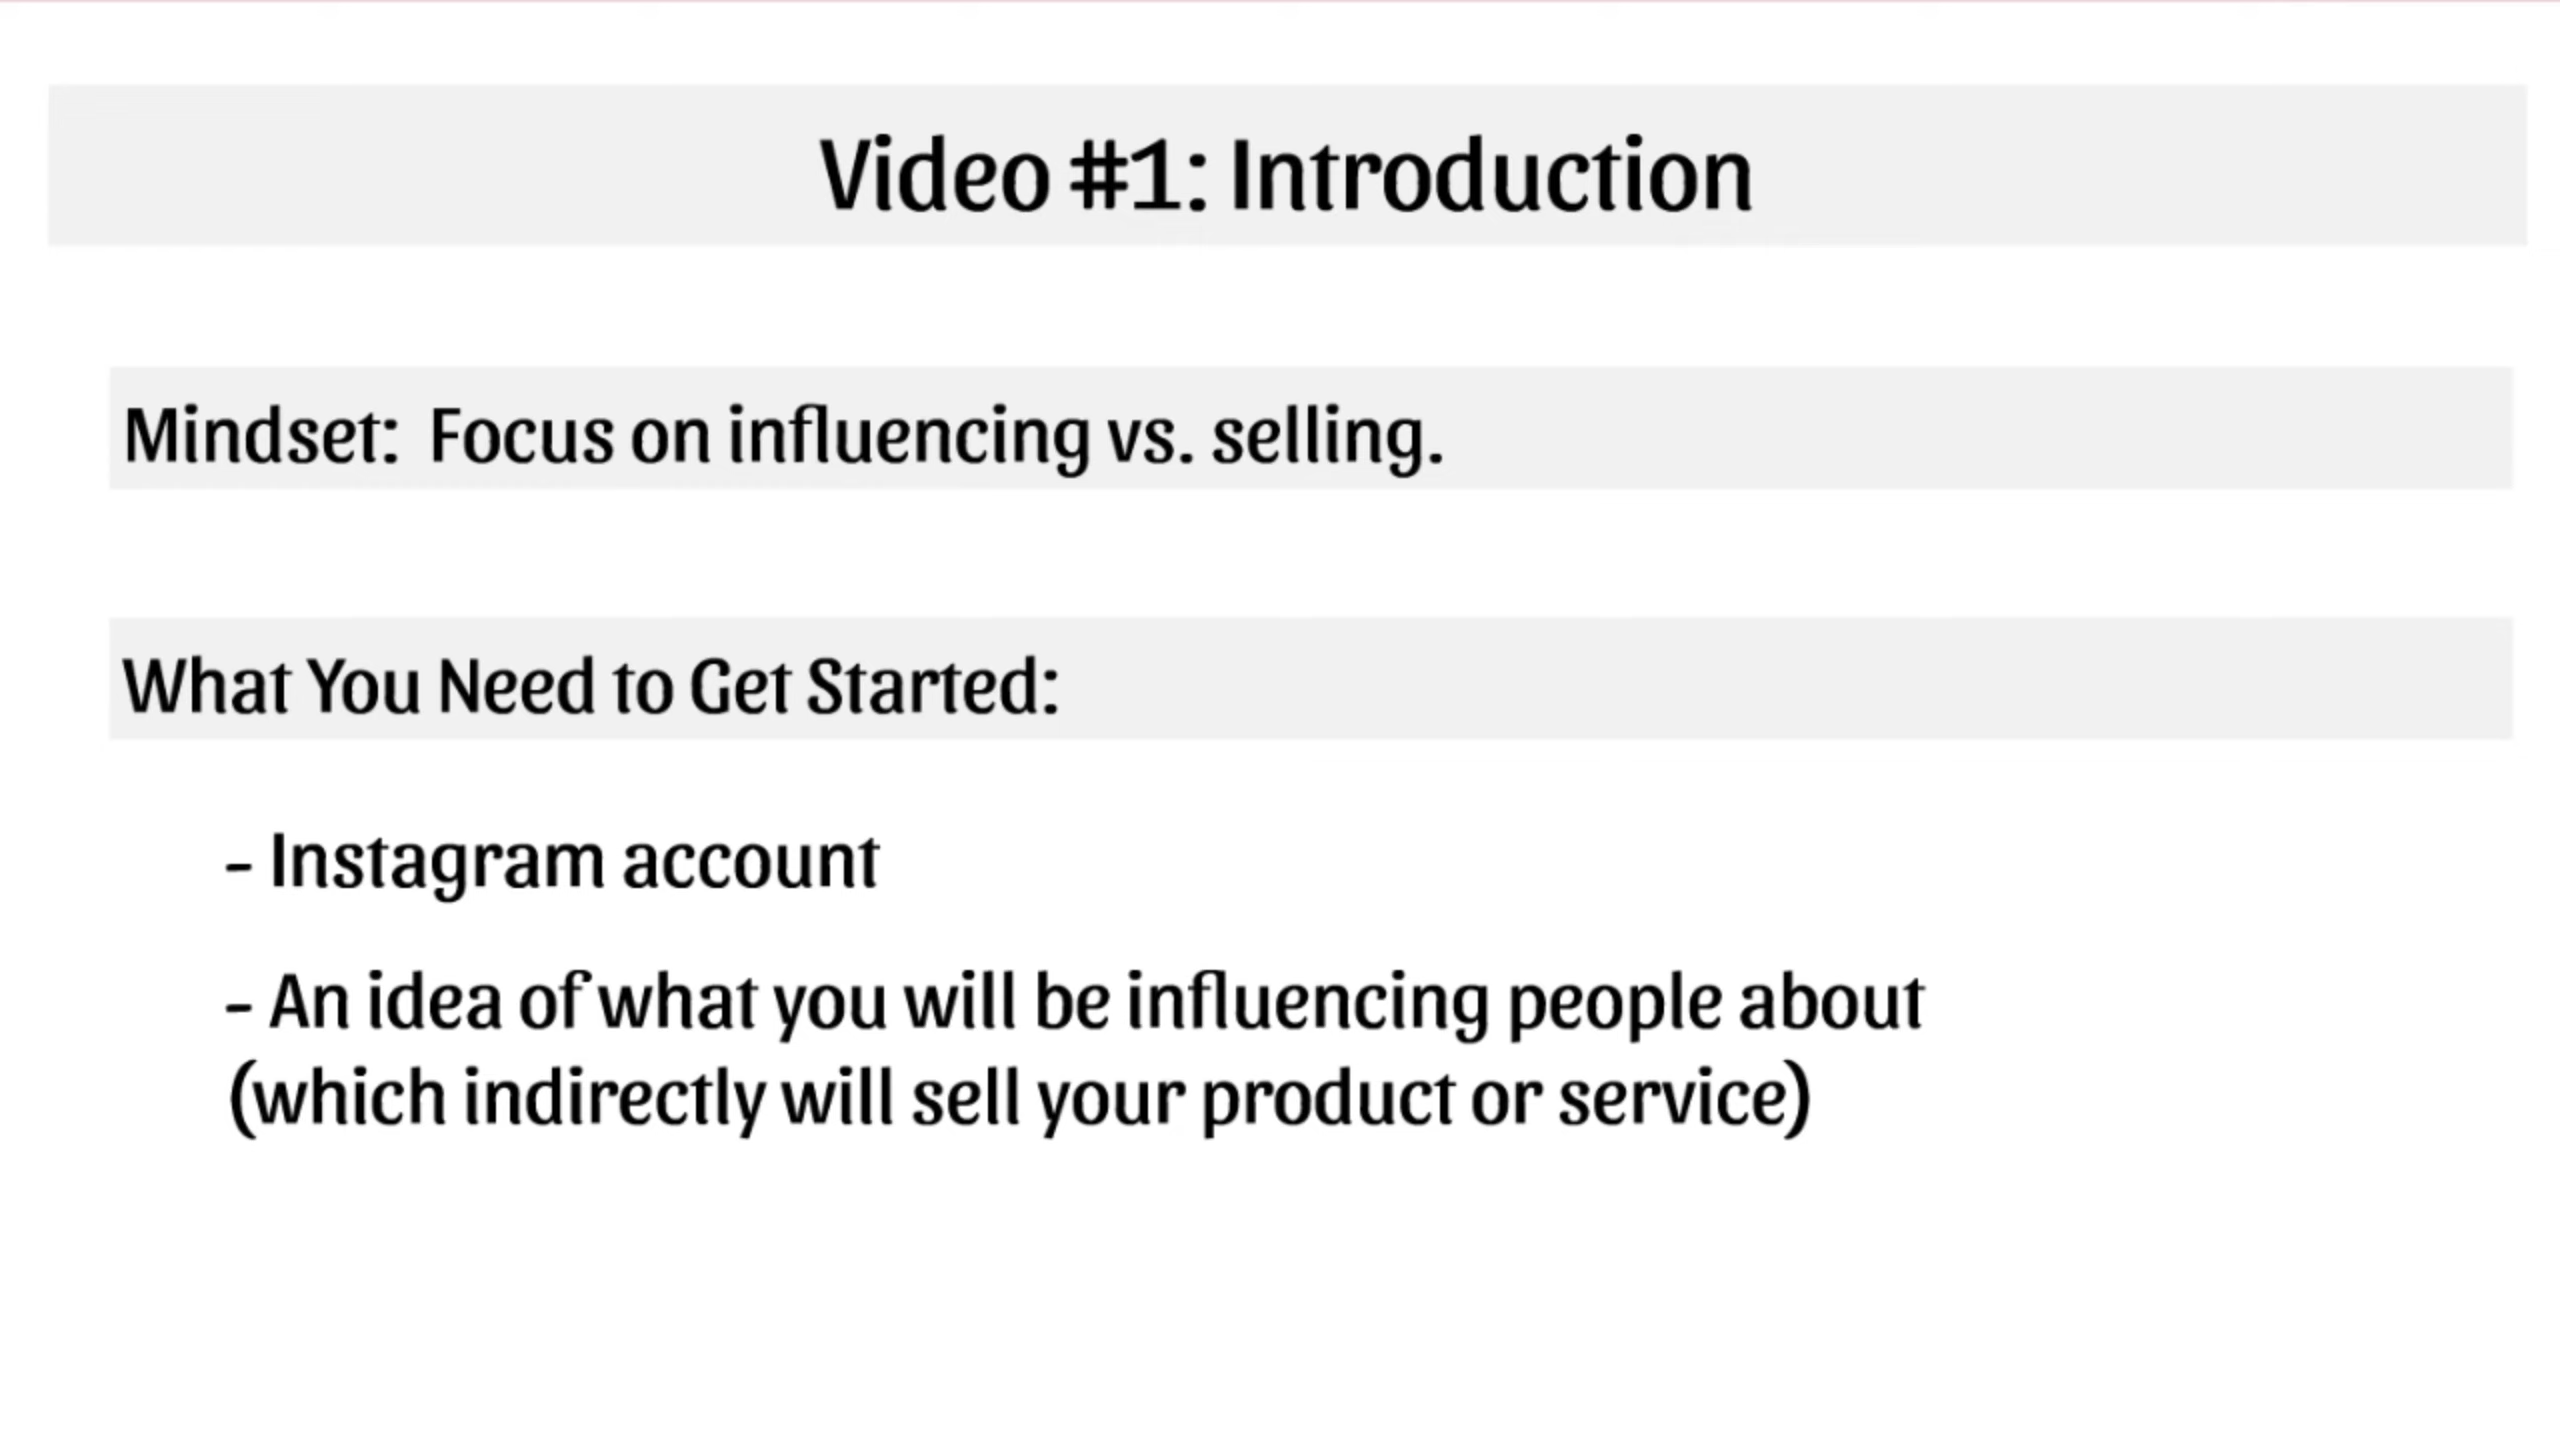 Video #1: Introduction
Mindset:  Focus on influencing vs. selling.
What You Need to Get Started:
- Instagram account
- An idea of what you will be influencing people about
(which indirectly will sell your product or service)